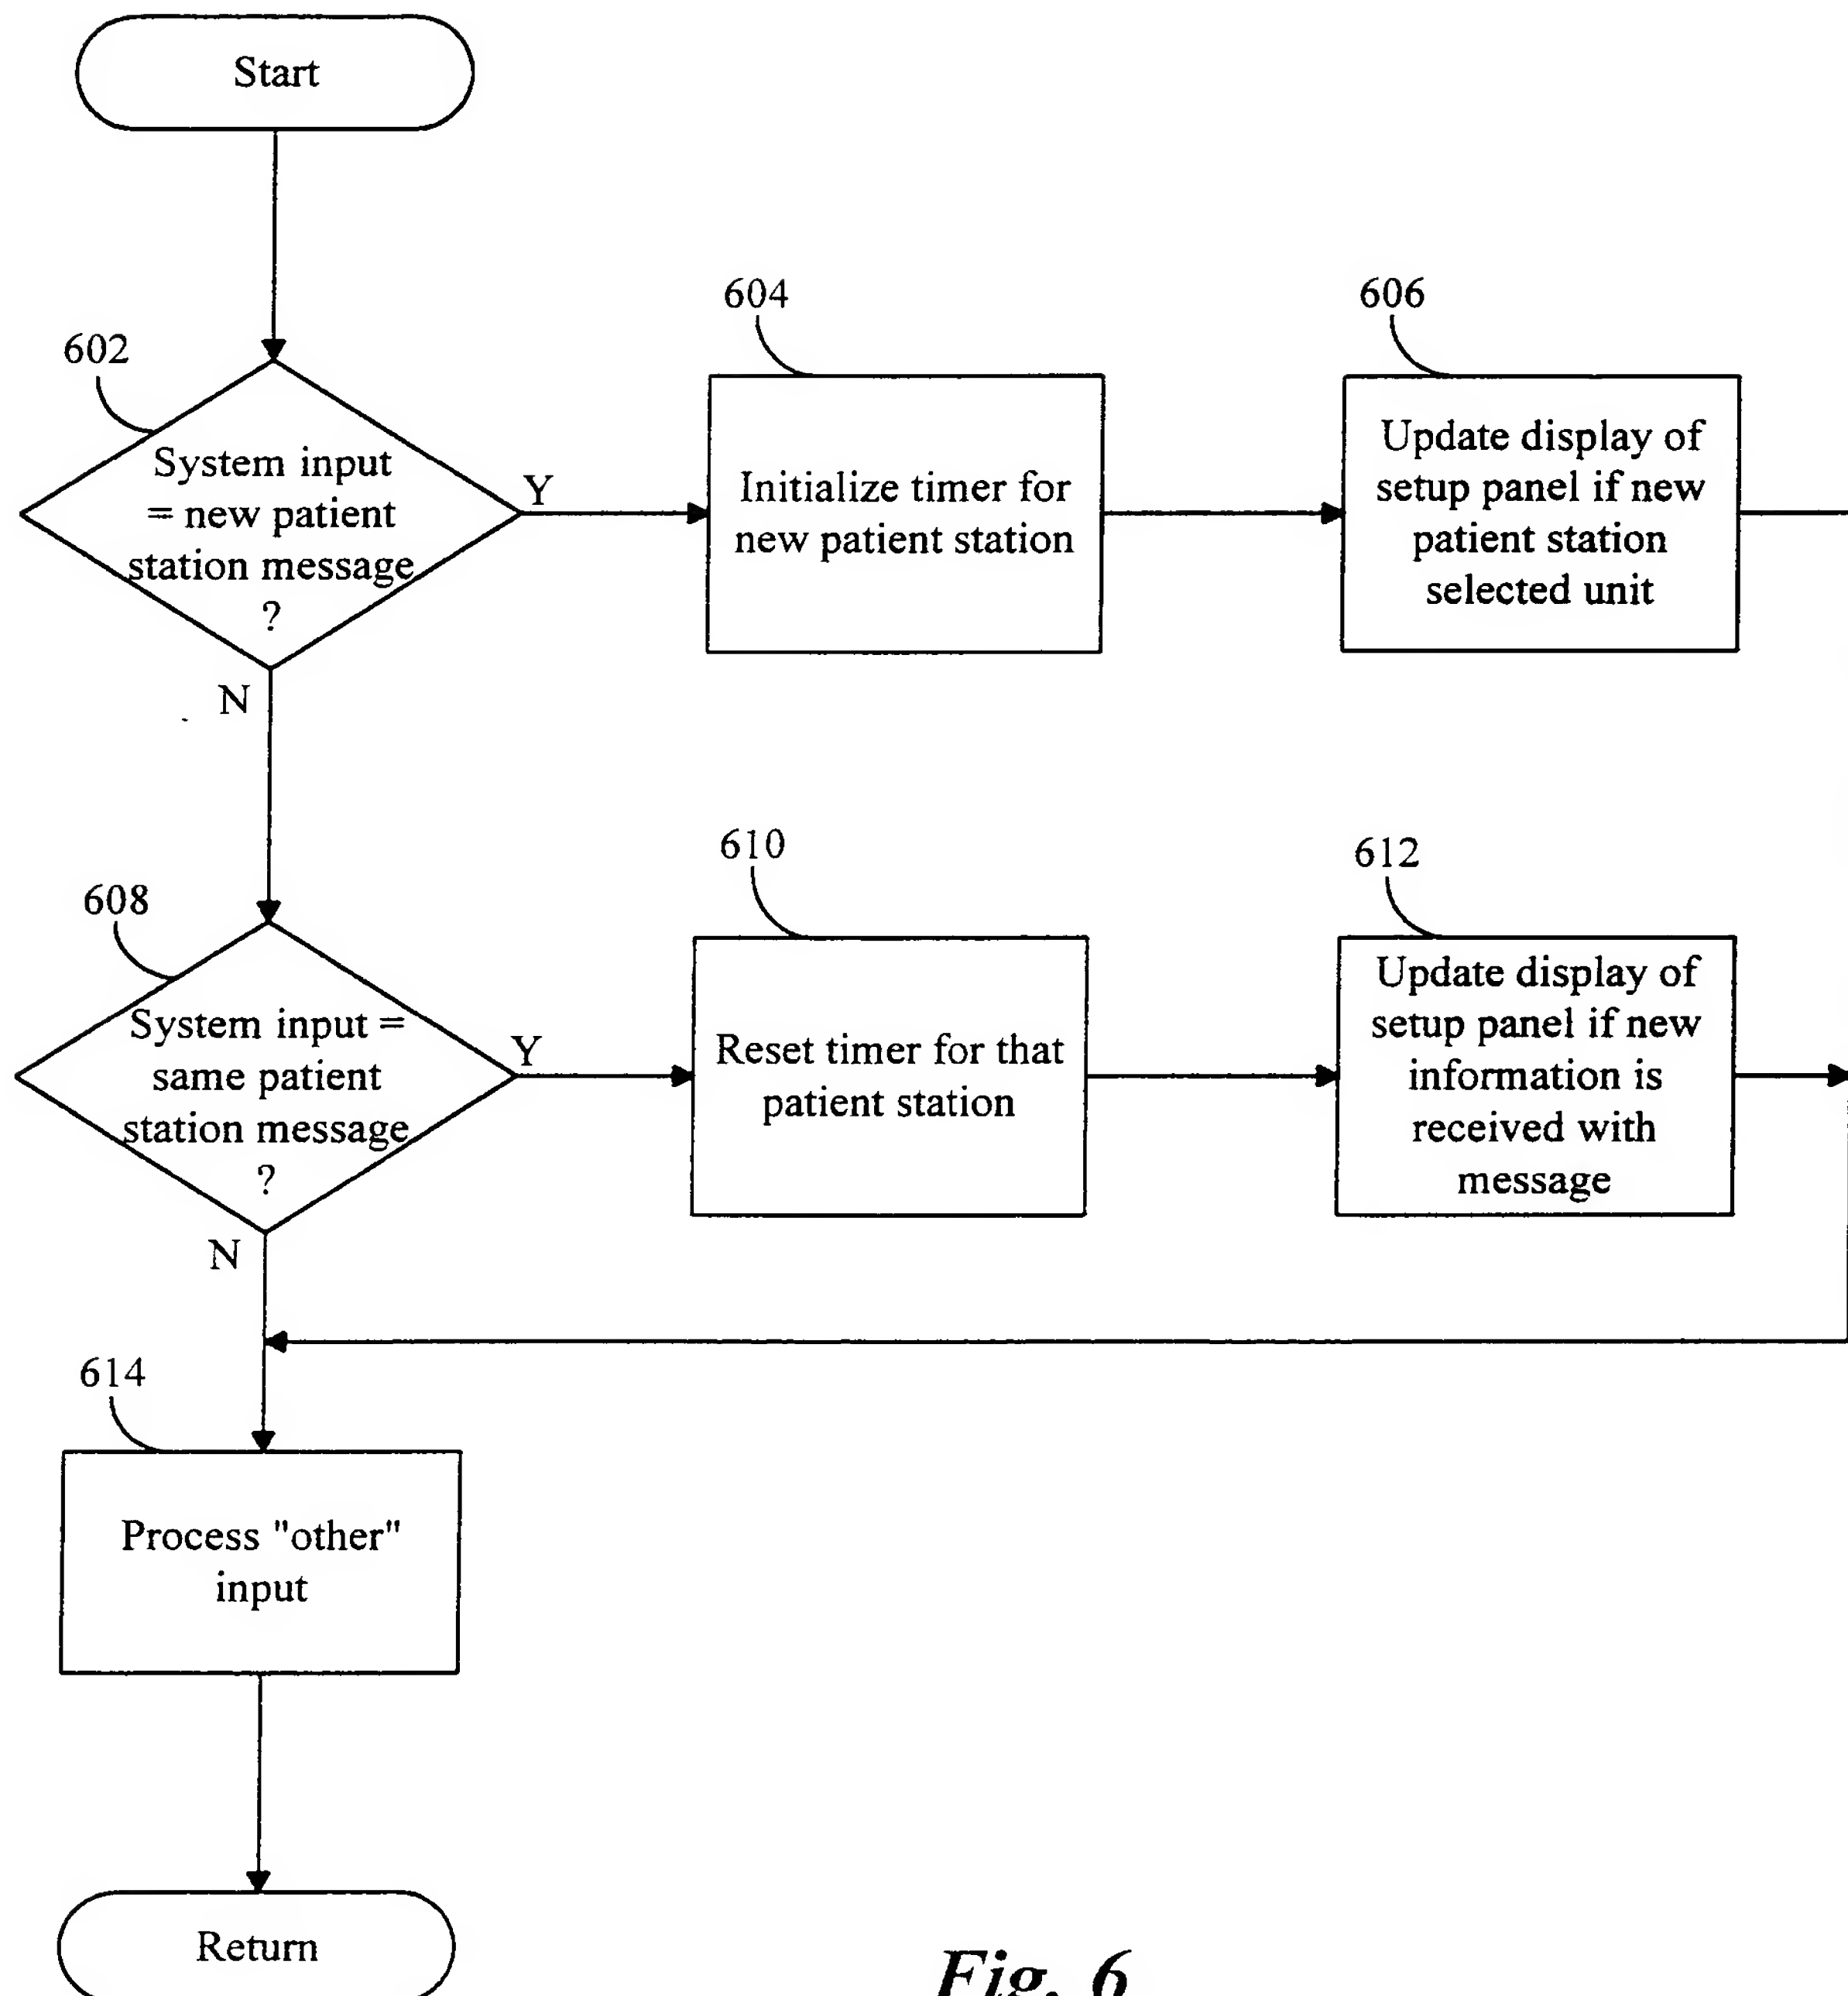 Start
602
System input
= new patient
station message
?
Y
N
604
Initialize timer for
new patient station
606
Update display of
setup panel if new
patient station
selected unit
608
System input =
same patient
station message
?
Y
N
610
Reset timer for that
patient station
612
Update display of
setup panel if new
information is
received with
message
614
Process "other"
input
Return
Fig. 6